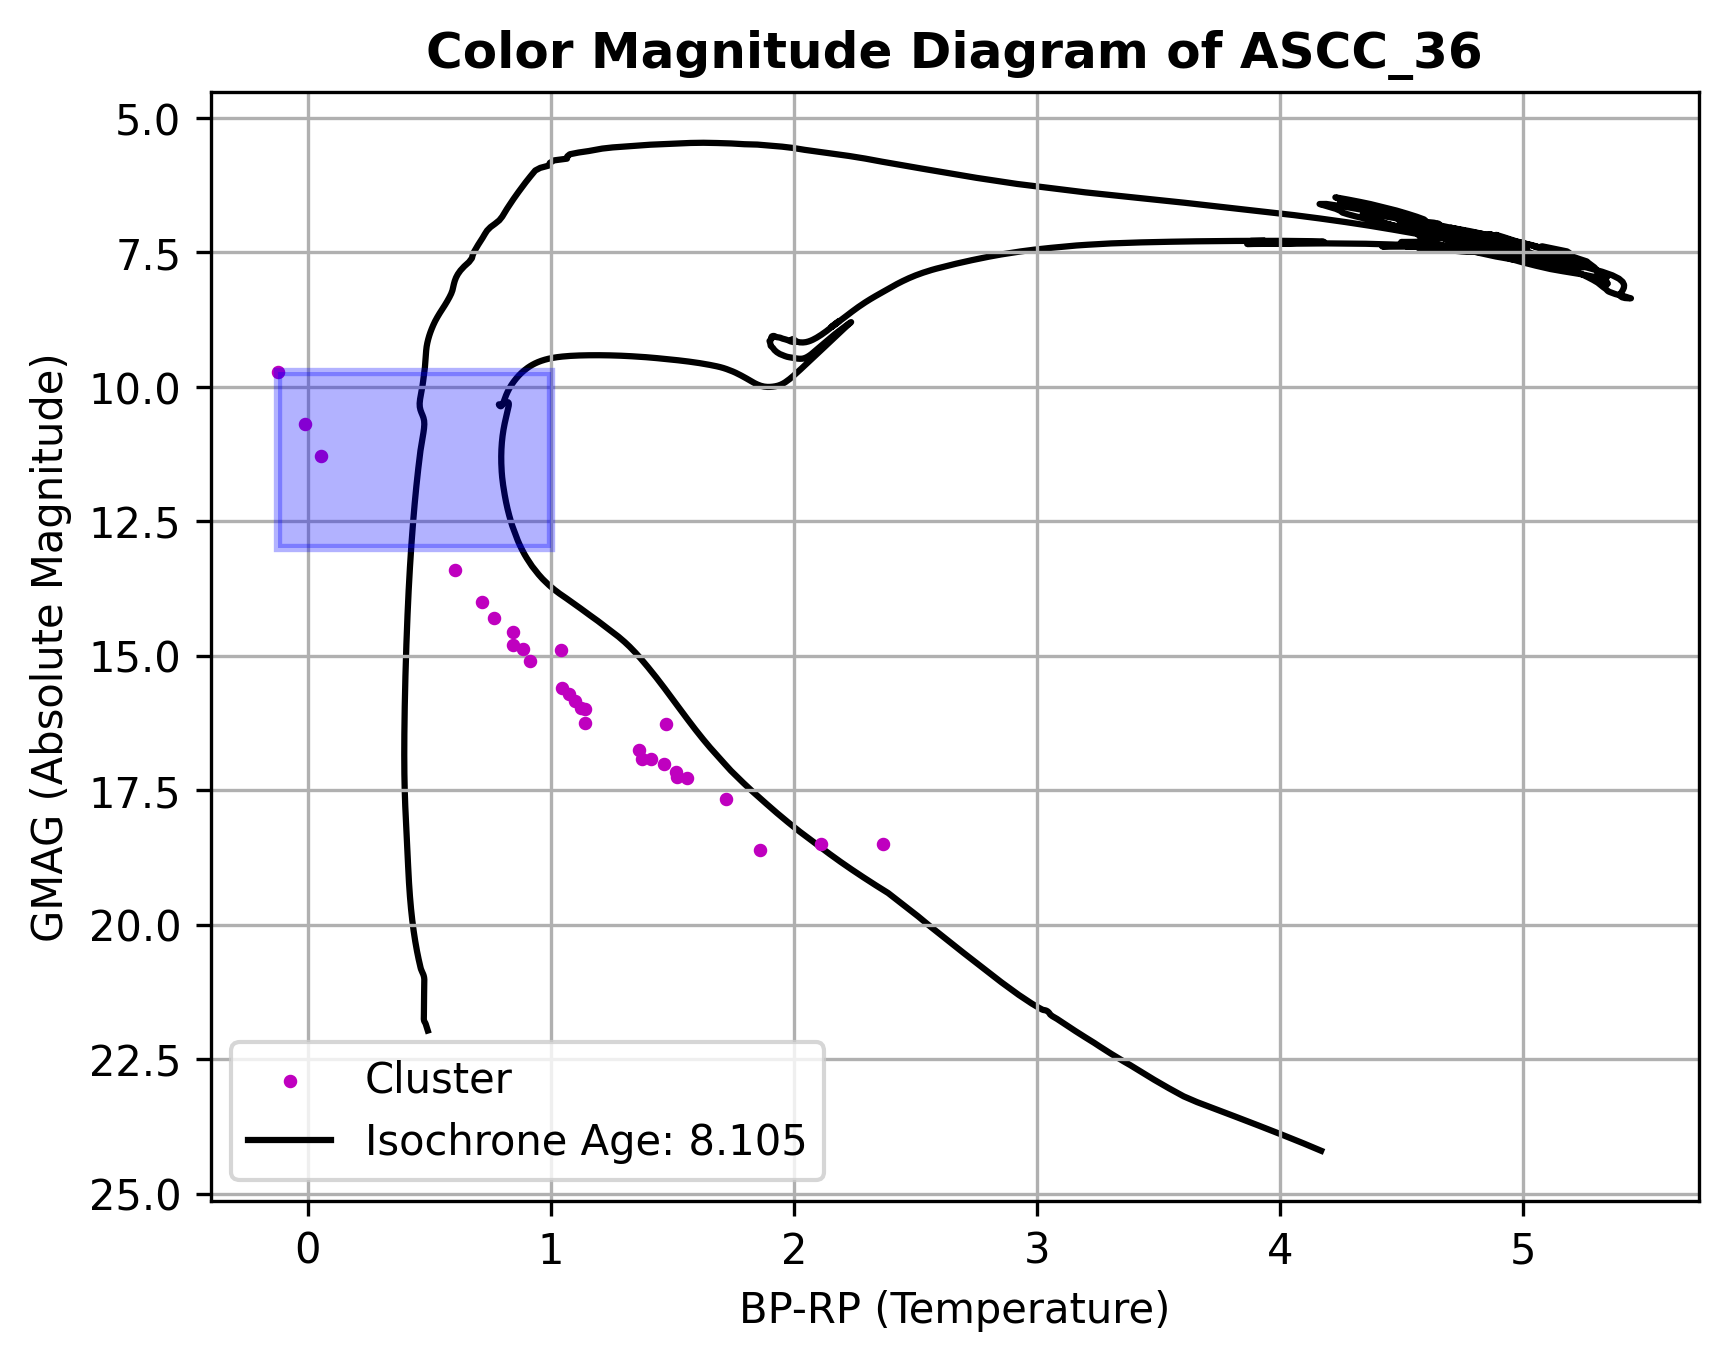 Color Magnitude Diagram of ASCC_36
GMAG (Absolute Magnitude)
5.0
7.5
10.0
12.5
15.0
17.5
20.0
22.5
25.0
Cluster
Isochrone Age: 8.105
0 1 2 3 4 5
BP-RP (Temperature)